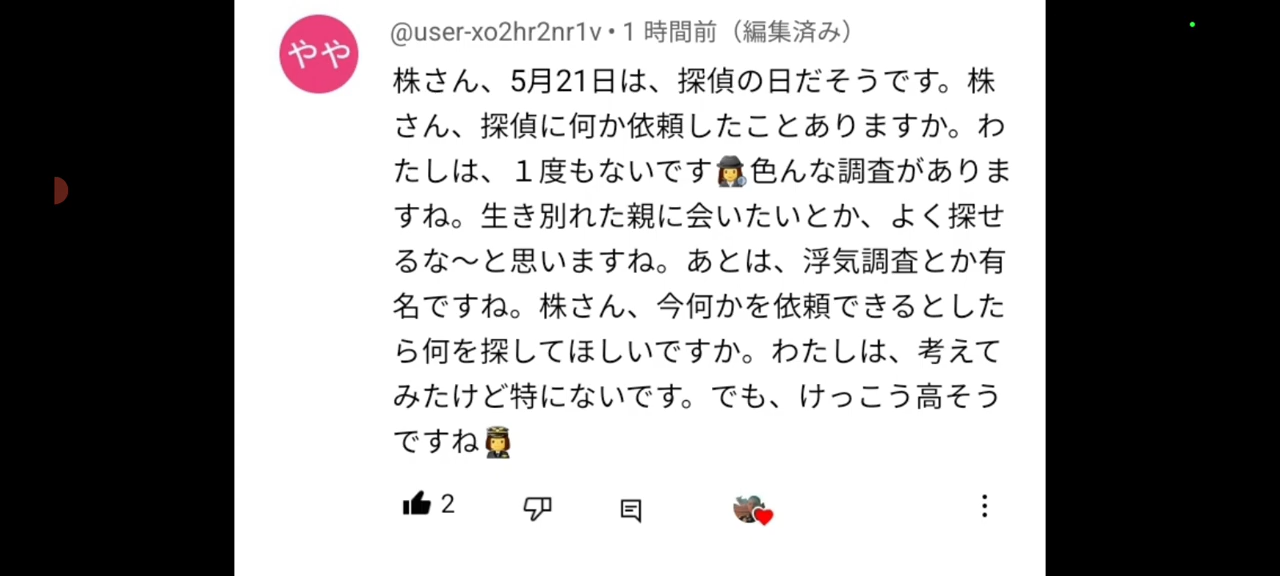 やや
@user-xo2hr2nr1v • 1 時間前（編集済み）
株さん、5月21日は、探偵の日だそうです。株
さん、探偵に何か依頼したことありますか。わ
たしは、１度もないです🕵️‍♀️色んな調査がありま
すね。生き別れた親に会いたいとか、よく探せ
るな〜と思いますね。あとは、浮気調査とか有
名ですね。株さん、今何かを依頼できるとした
ら何を探してほしいですか。わたしは、考えて
みたけど特にないです。でも、けっこう高そう
ですね👩‍✈️
2